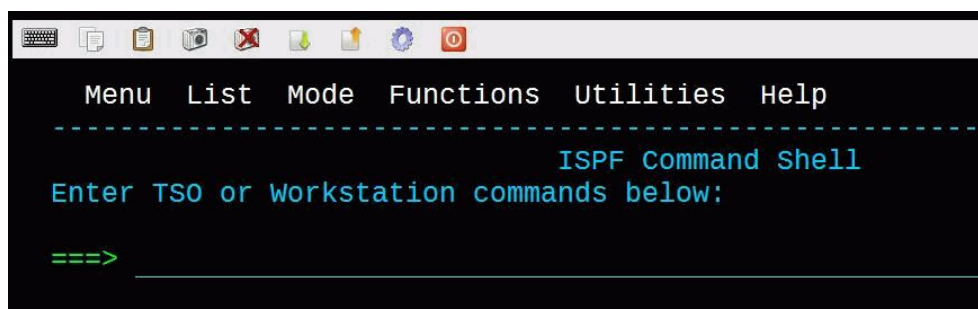 Menu List Mode Functions Utilities Help
ISPF Command Shell
Enter TSO or Workstation commands below:
===>